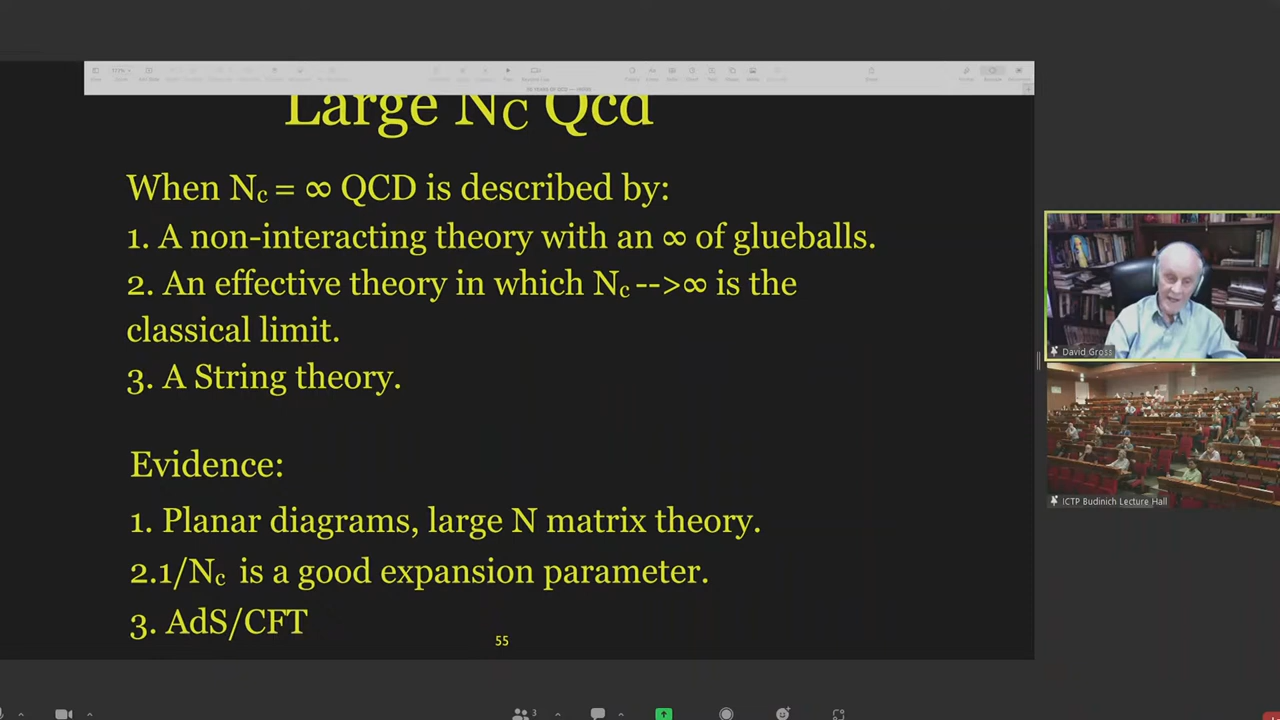 Large Nc Qcd
When Nc = ∞ QCD is described by:
1. A non-interacting theory with an ∞ of glueballs.
2. An effective theory in which Nc -->∞ is the
classical limit.
3. A String theory.
Evidence:
1. Planar diagrams, large N matrix theory.
2.1/Nc is a good expansion parameter.
3. AdS/CFT
55
David Gross
ICTP Budinich Lecture Hall
3